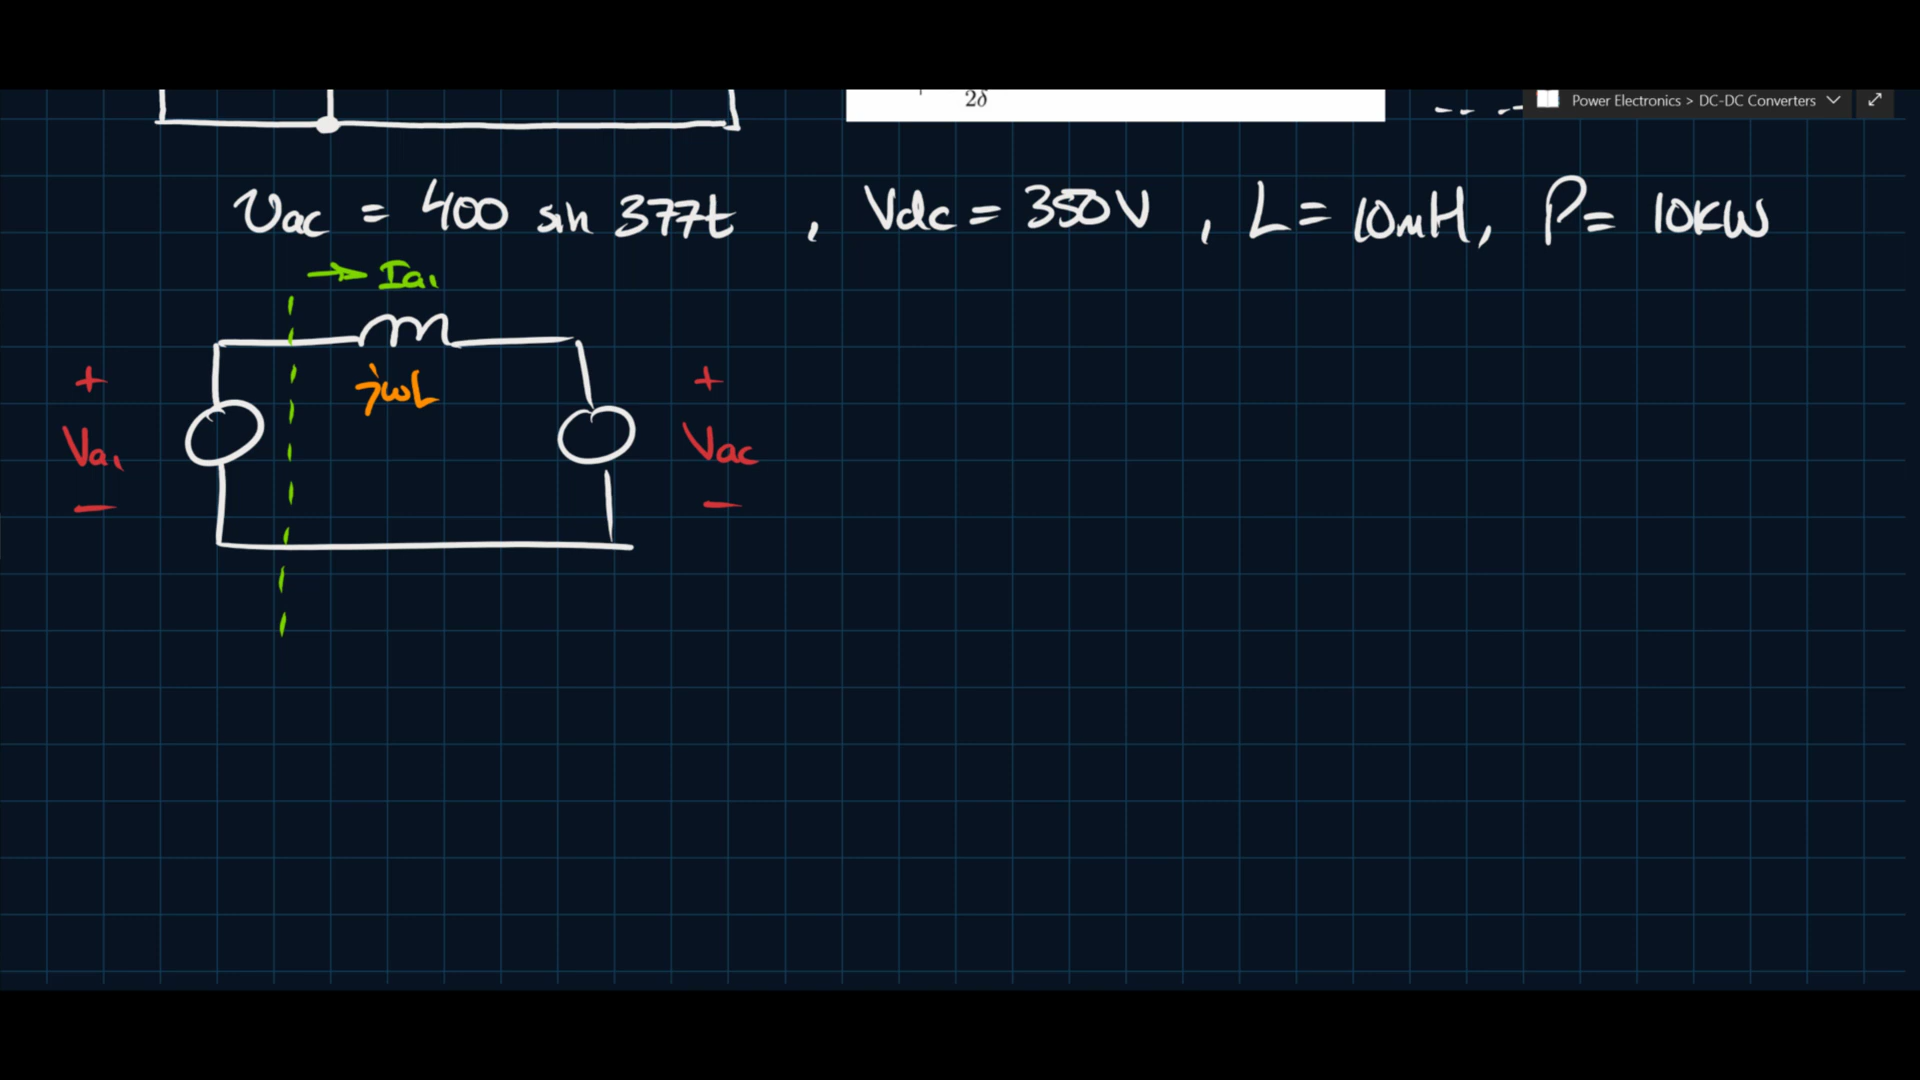 2δ
Power Electronics > DC-DC Converters
Vac = 400 sin 377t , Vdc = 350V , L = 10mH, P = 10kW
→ Ia1
jωL
+ +
Va1 Vac
− −